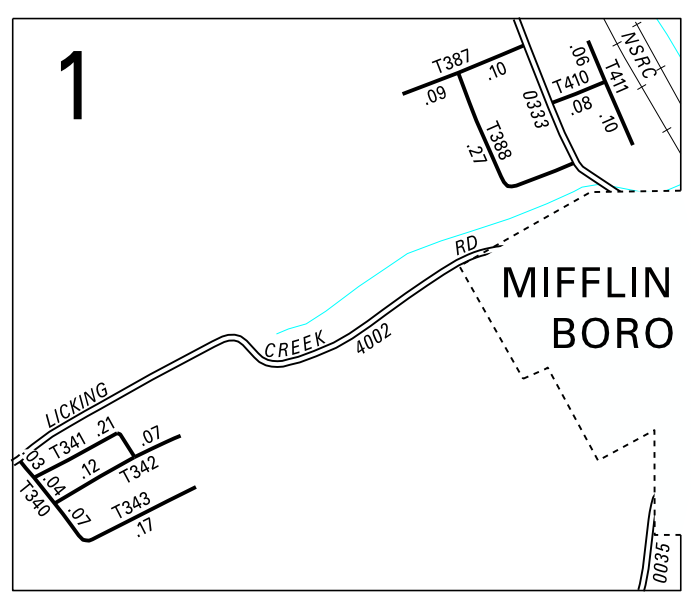 1
T387
.10
.09
T388
.27
0333
T410
.08
.06
T411
.10
NSRC
RD
CREEK
4002
LICKING
MIFFLIN
BORO
.03
T341
.21
.07
.12
T342
.04
T340
.07
T343
.17
0035